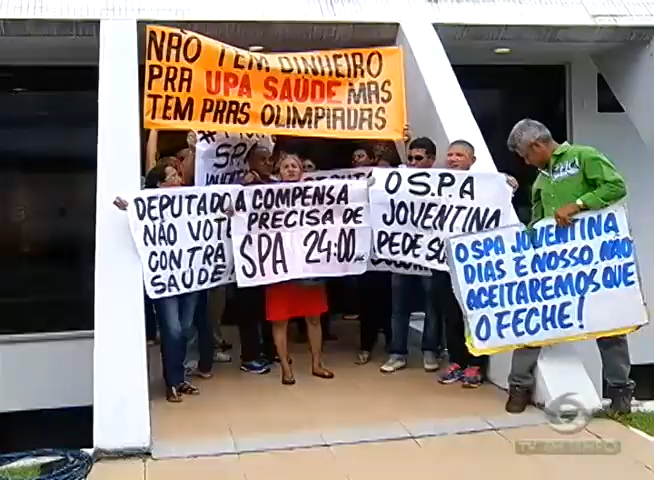 NÃO TEM DINHEIRO
PRA UPA SAÚDE MAS
TEM PRAS OLIMPIADAS
SPA
DEPUTADO
NÃO VOTE
CONTRA
SAÚDE!
A COMPENSA
PRECISA DE
SPA 24:00
O S.P.A
JOVENTINA
PEDE
O SPA JOVENTINA
DIAS E NOSSO NÃO
ACEITAREMOS QUE
O FECHE!